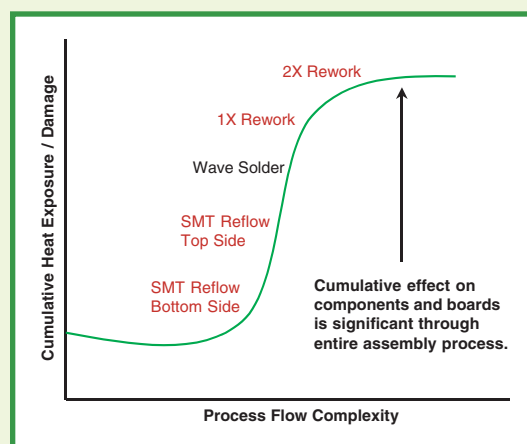 2X Rework
1X Rework
Wave Solder
SMT Reflow
Top Side
SMT Reflow
Bottom Side
Cumulative effect on
components and boards
is significant through
entire assembly process.
Cumulative Heat Exposure / Damage
Process Flow Complexity